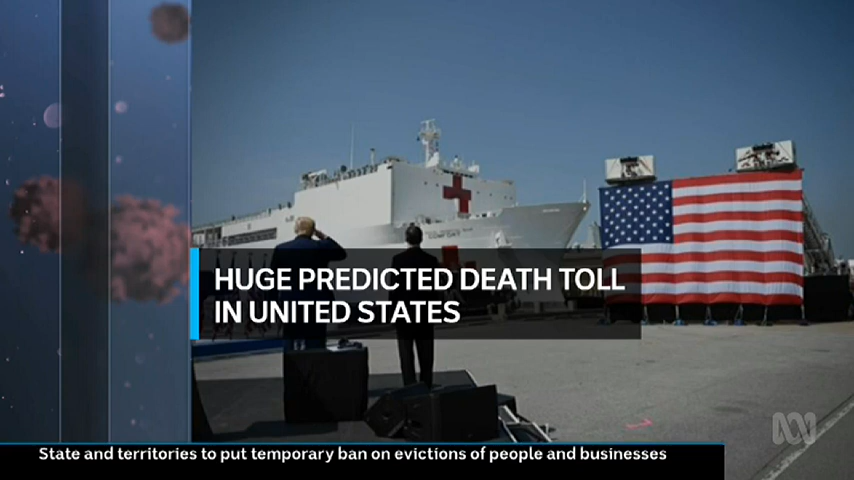 HUGE PREDICTED DEATH TOLL
IN UNITED STATES
State and territories to put temporary ban on evictions of people and businesses